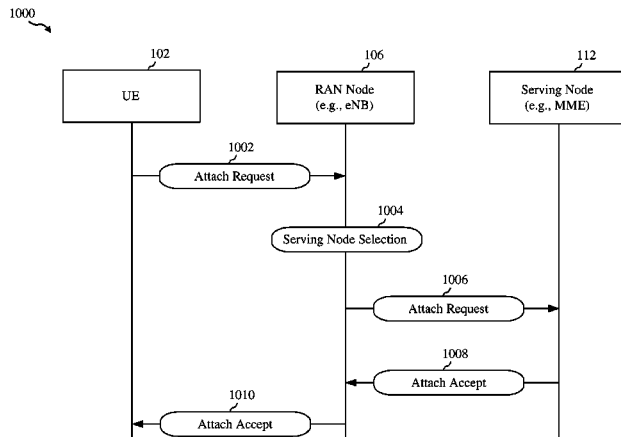 1000
102
106
112
UE
RAN Node
(e.g., eNB)
Serving Node
(e.g., MME)
1002
Attach Request
1004
Serving Node Selection
1006
Attach Request
1008
Attach Accept
1010
Attach Accept